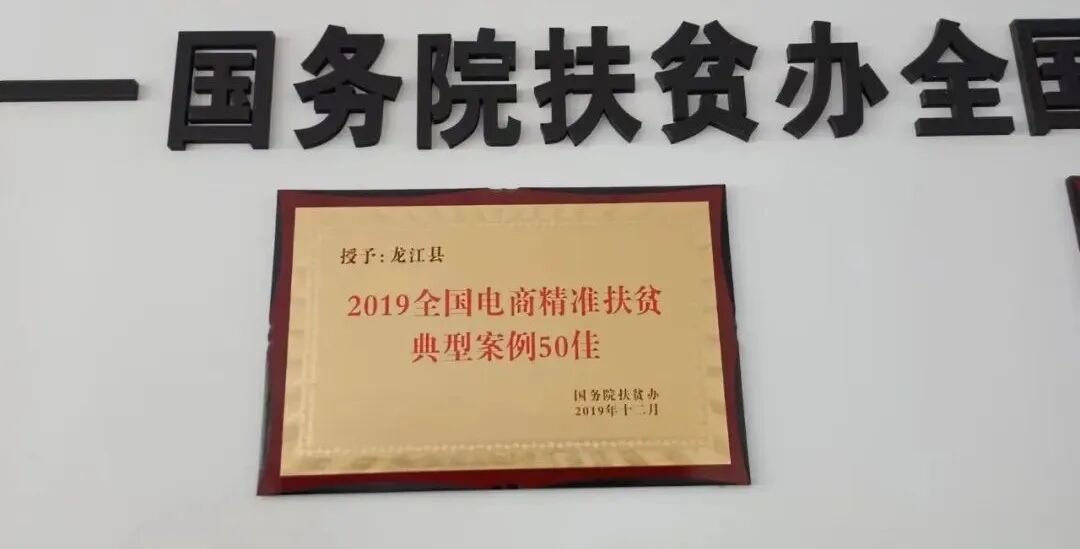 一国务院扶贫办全国
授予:龙江县
2019全国电商精准扶贫
典型案例50佳
国务院扶贫办
2019年十二月